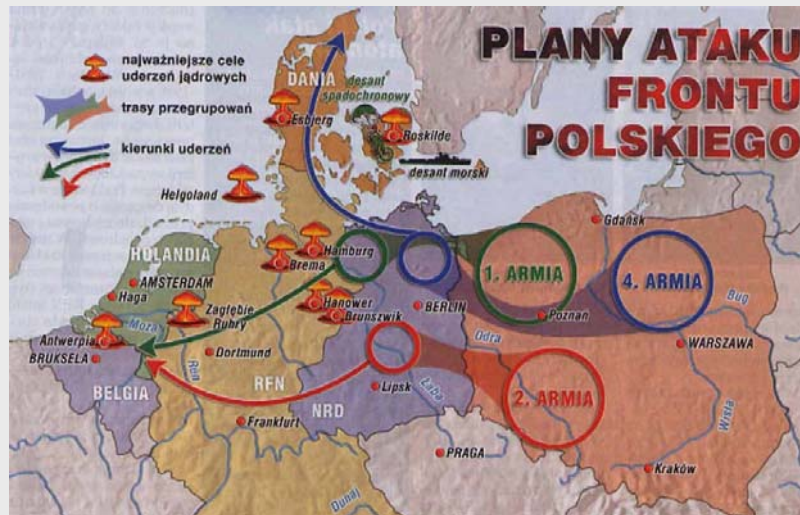 PLANY ATAKU
FRONTU
POLSKIEGO
najważniejsze cele
uderzeń jądrowych
trasy przegrupowań
kierunki uderzeń
DANIA
desant
spadochronowy
Esbjerg
Roskilde
desant morski
Helgoland
Gdańsk
HOLANDIA
Hamburg
Brema
1. ARMIA
4. ARMIA
AMSTERDAM
Haga
Hanower
Brunszwik
BERLIN
Poznań
Bug
Moza
Zagłębie
Ruhry
Odra
WARSZAWA
Antwerpia
BRUKSELA
Dortmund
Ren
BELGIA
RFN
Lipsk
Łaba
2. ARMIA
Wisła
NRD
Frankfurt
PRAGA
Kraków
Dunaj